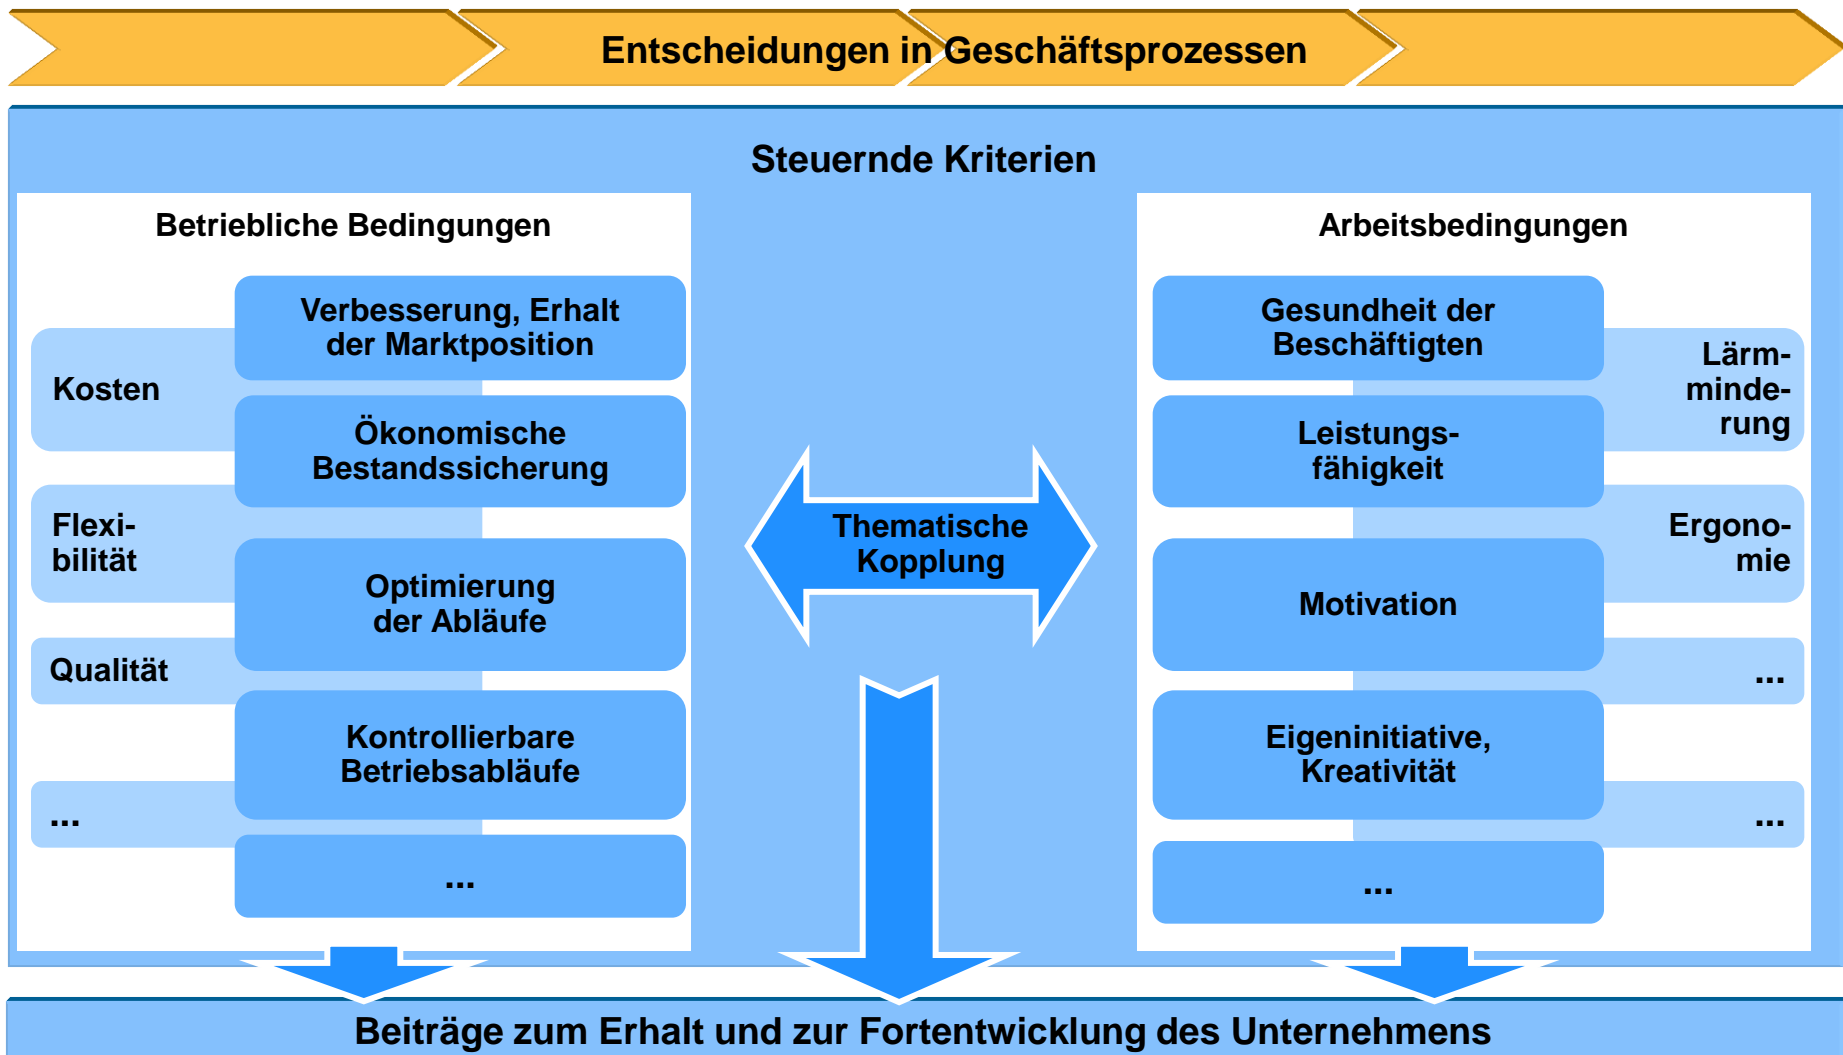 Entscheidungen in Geschäftsprozessen
Steuernde Kriterien
Betriebliche Bedingungen
Verbesserung, Erhalt
der Marktposition
Kosten
Ökonomische
Bestandssicherung
Flexi-
bilität
Optimierung
der Abläufe
Qualität
Kontrollierbare
Betriebsabläufe
...
...
Thematische
Kopplung
Arbeitsbedingungen
Gesundheit der
Beschäftigten
Lärm-
minde-
rung
Leistungs-
fähigkeit
Ergono-
mie
Motivation
...
Eigeninitiative,
Kreativität
...
...
Beiträge zum Erhalt und zur Fortentwicklung des Unternehmens